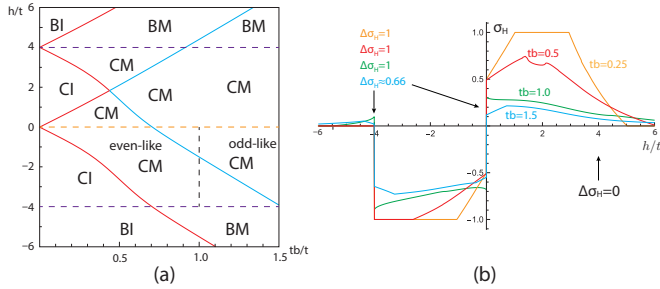 h/t
6
4
2
0
-2
-4
-6
BI
BM
BM
CM
CI
CM
CM
CM
even-like
odd-like
CM
CM
CI
BI
BM
0.5
1.0
1.5
tb/t
(a)
ΔσH=1
ΔσH=1
ΔσH=1
ΔσH≈0.66
σH
1.0
0.5
-0.5
-1.0
tb=0.5
tb=0.25
tb=1.0
tb=1.5
-6
-4
-2
2
4
6
h/t
ΔσH=0
(b)